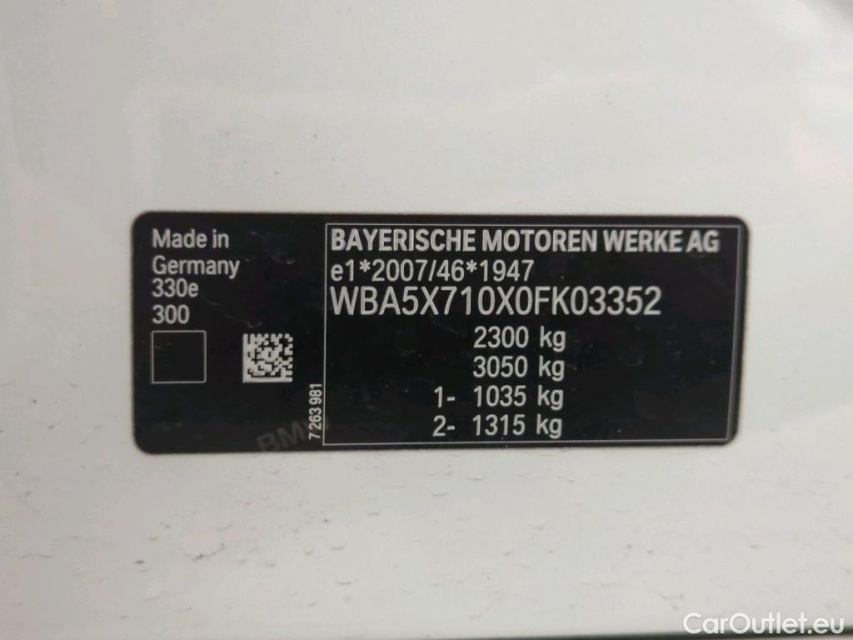 Made in
Germany
330e
300
7 263 981
BMW
BAYERISCHE MOTOREN WERKE AG
e1*2007/46*1947
WBA5X710X0FK03352
2300 kg
3050 kg
1- 1035 kg
2- 1315 kg
CarOutlet.eu